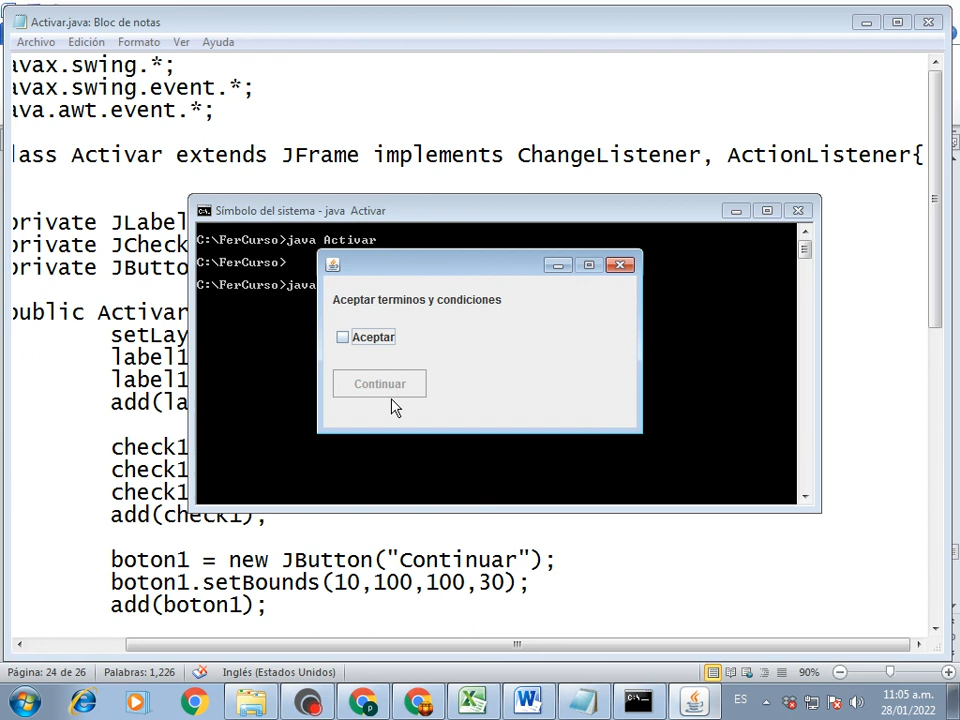 Activar.java: Bloc de notas
Archivo Edición Formato Ver Ayuda
avax.swing.*;
avax.swing.event.*;
ava.awt.event.*;
lass Activar extends JFrame implements ChangeListener, ActionListener{
private JLabel
private JCheck
private JButto
public Activar
setLay
label1
label1
add(la
check1
check1
check1
add(check1);
boton1 = new JButton("Continuar");
boton1.setBounds(10,100,100,30);
add(boton1);
Símbolo del sistema - java Activar
C:\FerCurso>java Activar
C:\FerCurso>
C:\FerCurso>java
Aceptar terminos y condiciones
Aceptar
Continuar
Página: 24 de 26 Palabras: 1,226 Inglés (Estados Unidos) 90%
ES
11:05 a.m.
28/01/2022